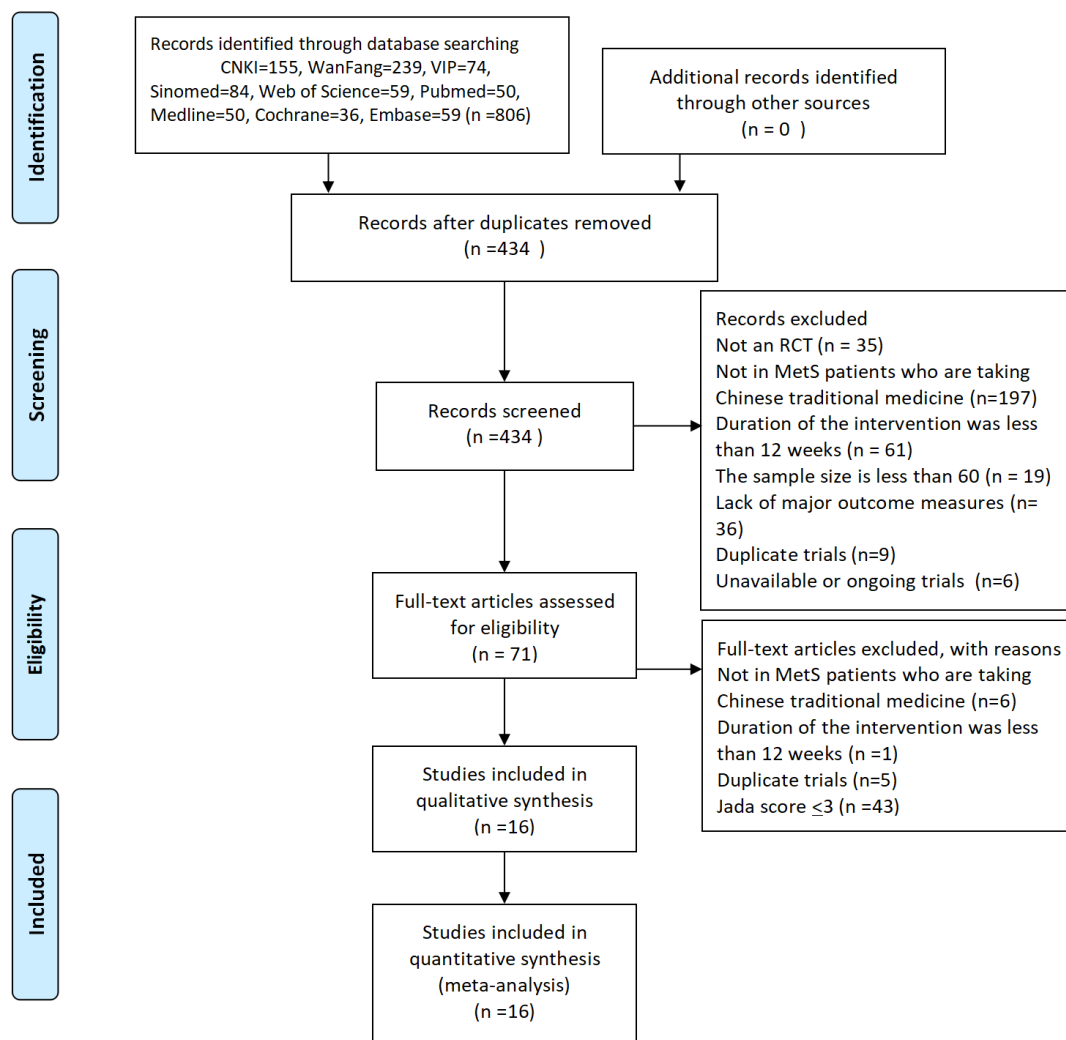 Identification
Records identified through database searching
CNKI=155, WanFang=239, VIP=74,
Sinomed=84, Web of Science=59, Pubmed=50,
Medline=50, Cochrane=36, Embase=59 (n =806)
Additional records identified
through other sources
(n = 0 )
Records after duplicates removed
(n =434 )
Screening
Records screened
(n =434 )
Records excluded
Not an RCT (n = 35)
Not in MetS patients who are taking
Chinese traditional medicine (n=197)
Duration of the intervention was less
than 12 weeks (n = 61)
The sample size is less than 60 (n = 19)
Lack of major outcome measures (n=
36)
Duplicate trials (n=9)
Unavailable or ongoing trials (n=6)
Eligibility
Full-text articles assessed
for eligibility
(n = 71)
Full-text articles excluded, with reasons
Not in MetS patients who are taking
Chinese traditional medicine (n=6)
Duration of the intervention was less
than 12 weeks (n =1)
Duplicate trials (n=5)
Jada score ≤3 (n =43)
Studies included in
qualitative synthesis
(n =16)
Included
Studies included in
quantitative synthesis
(meta-analysis)
(n =16)